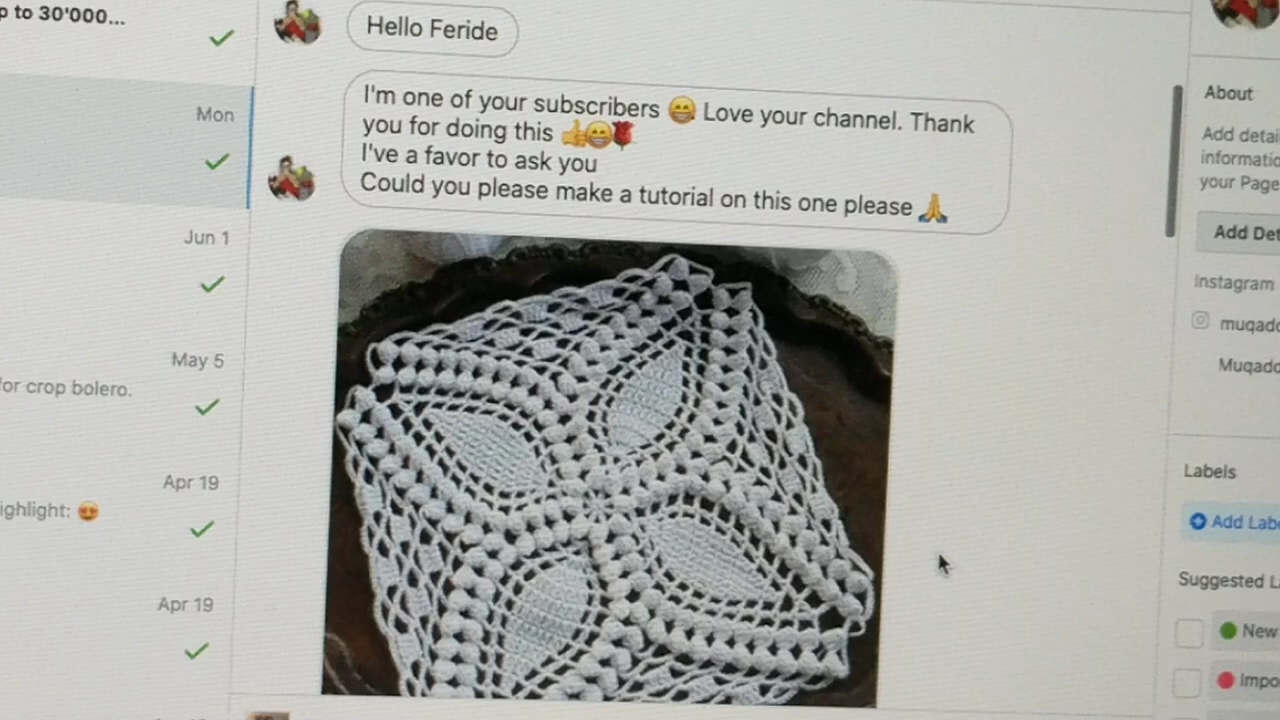 p to 30'000...
Mon
Jun 1
May 5
for crop bolero.
Apr 19
ighlight: 😍
Apr 19
Hello Feride
I'm one of your subscribers 😁 Love your channel. Thank
you for doing this 👍😁🌹
I've a favor to ask you
Could you please make a tutorial on this one please 🙏
About
Add detai
informatio
your Page
Add Det
Instagram
muqado
Muqado
Labels
Add Labe
Suggested L
New
Impo